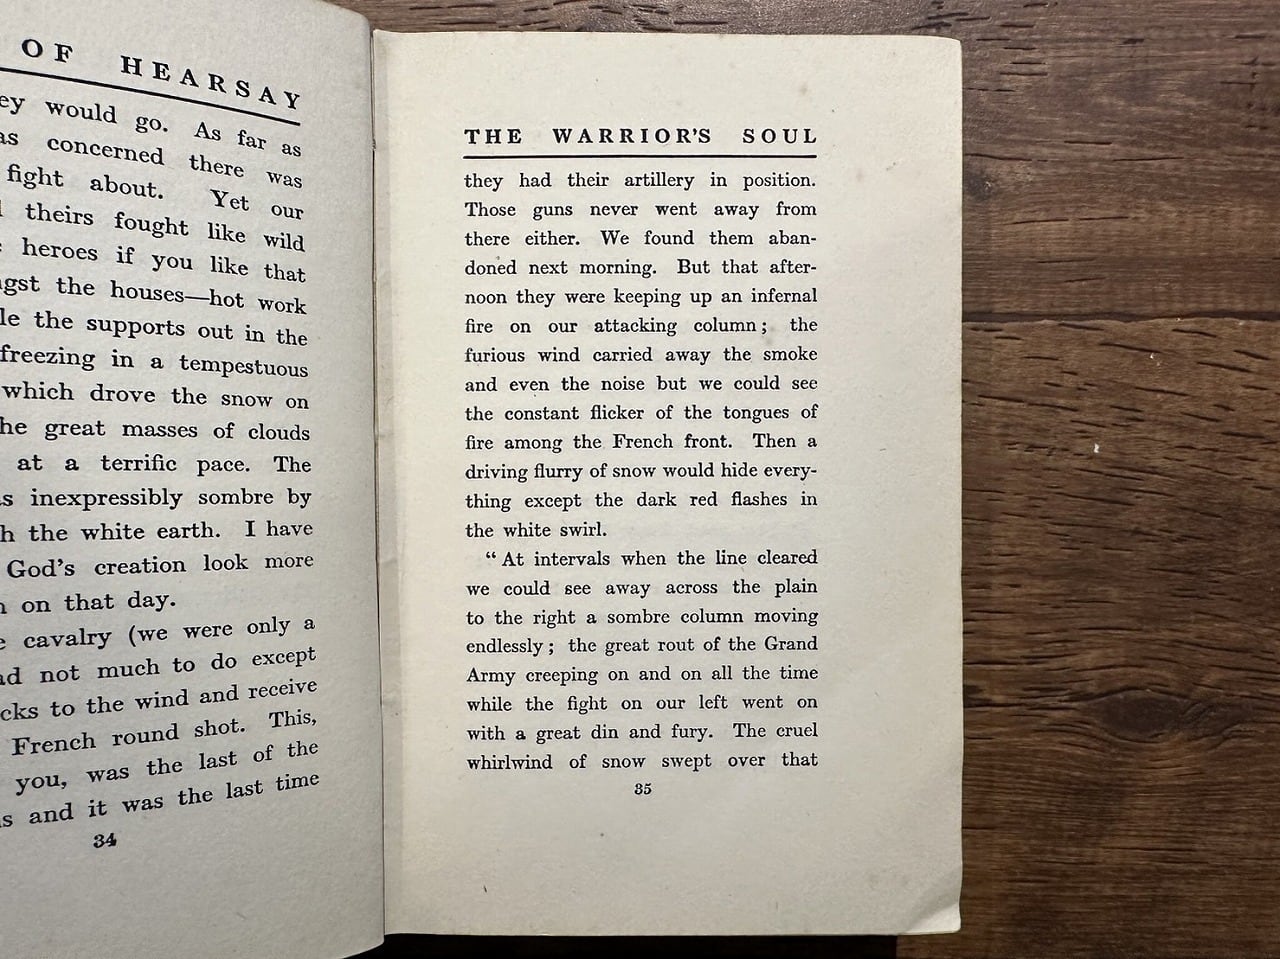 OF HEARSAY
would go. As far as
concerned there was
fight about. Yet our
theirs fought like wild
heroes if you like that
the houses—hot work
the supports out in the
freezing in a tempestuous
which drove the snow on
great masses of clouds
at a terrific pace. The
inexpressibly sombre by
the white earth. I have
God's creation look more
on that day.
cavalry (we were only a
not much to do except
to the wind and receive
French round shot. This,
you, was the last of the
and it was the last time
34
THE WARRIOR'S SOUL
they had their artillery in position.
Those guns never went away from
there either. We found them aban-
doned next morning. But that after-
noon they were keeping up an infernal
fire on our attacking column; the
furious wind carried away the smoke
and even the noise but we could see
the constant flicker of the tongues of
fire among the French front. Then a
driving flurry of snow would hide every-
thing except the dark red flashes in
the white swirl.
“At intervals when the line cleared
we could see away across the plain
to the right a sombre column moving
endlessly; the great rout of the Grand
Army creeping on and on all the time
while the fight on our left went on
with a great din and fury. The cruel
whirlwind of snow swept over that
35